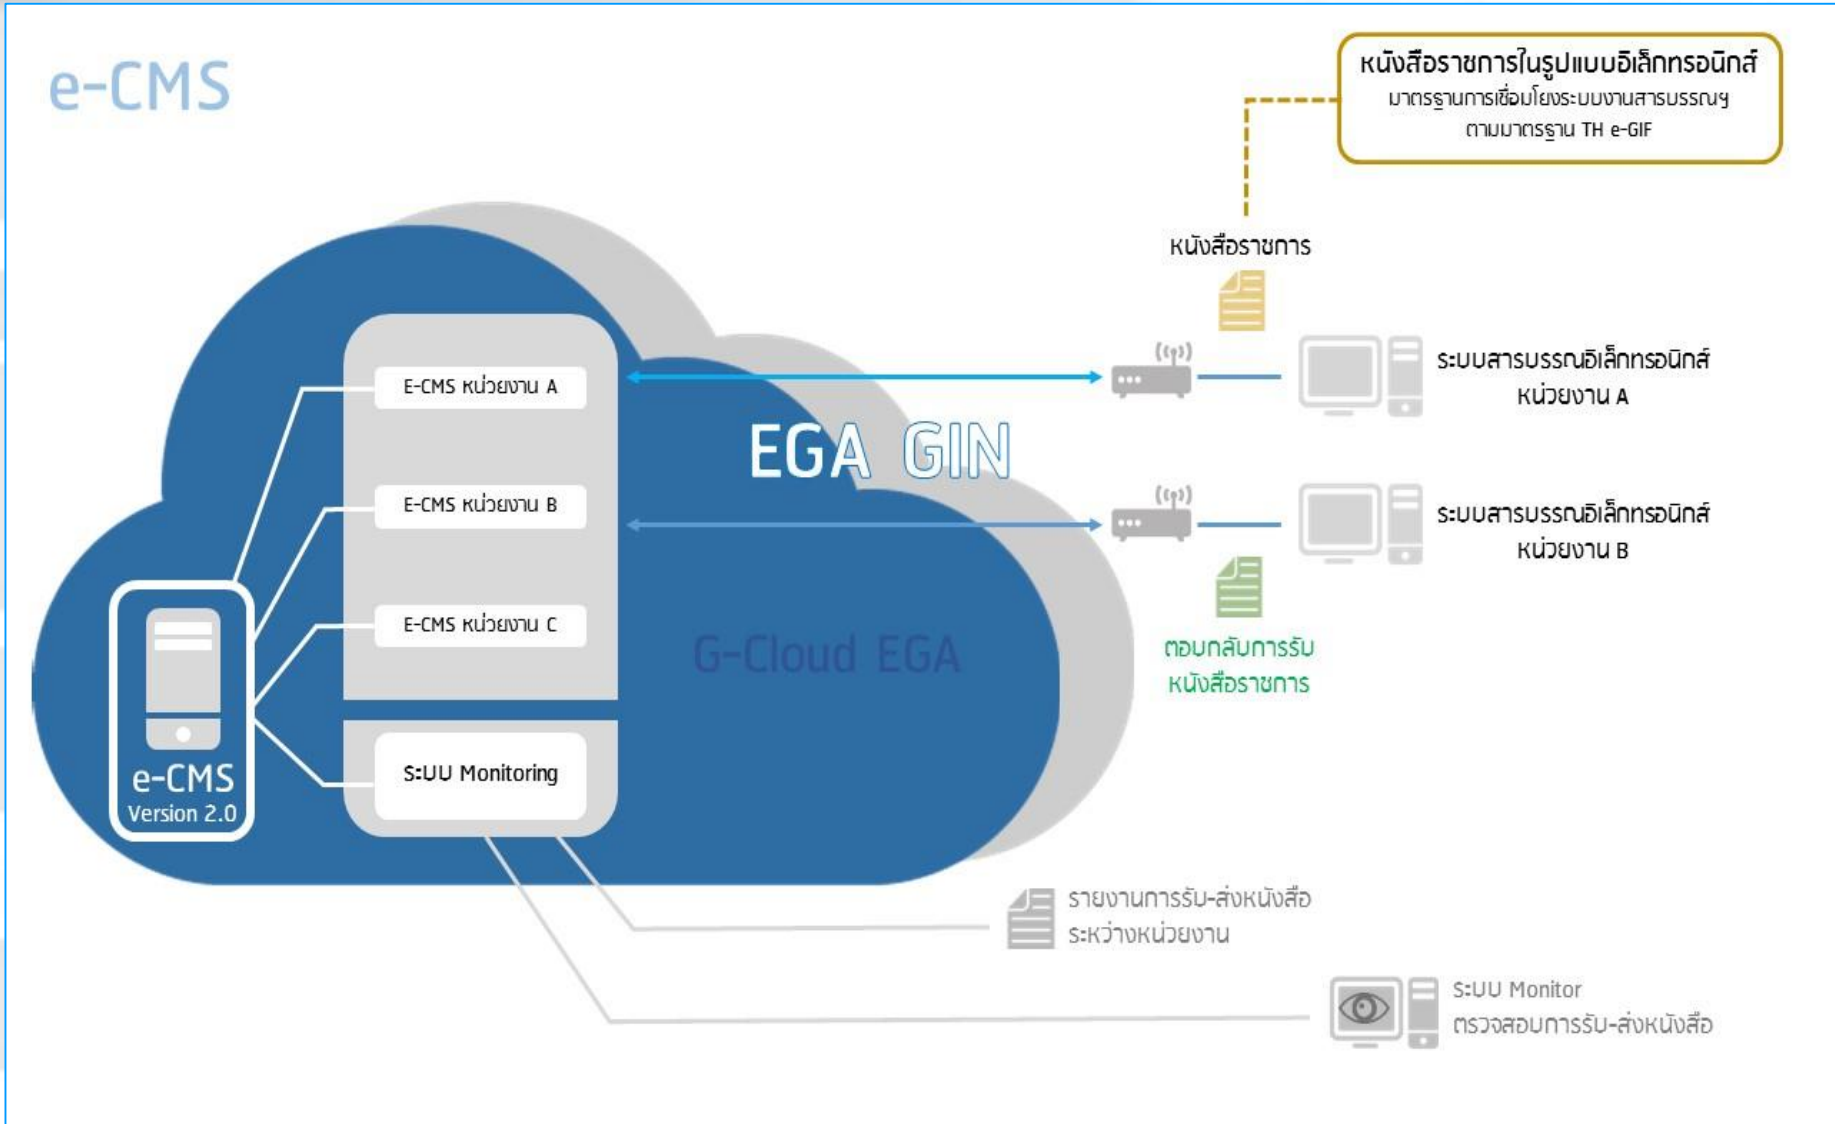 e-CMS
หนังสือราชการในรูปแบบอิเล็กทรอนิกส์
มาตรฐานการเชื่อมโยงระบบงานสารบรรณฯ
ตามมาตรฐาน TH e-GIF
หนังสือราชการ
E-CMS หน่วยงาน A
ระบบสารบรรณอิเล็กทรอนิกส์
หน่วยงาน A
EGA GIN
E-CMS หน่วยงาน B
ระบบสารบรรณอิเล็กทรอนิกส์
หน่วยงาน B
E-CMS หน่วยงาน C
G-Cloud EGA
ตอบกลับการรับ
หนังสือราชการ
e-CMS
Version 2.0
ระบบ Monitoring
รายงานการรับ-ส่งหนังสือ
ระหว่างหน่วยงาน
ระบบ Monitor
ตรวจสอบการรับ-ส่งหนังสือ